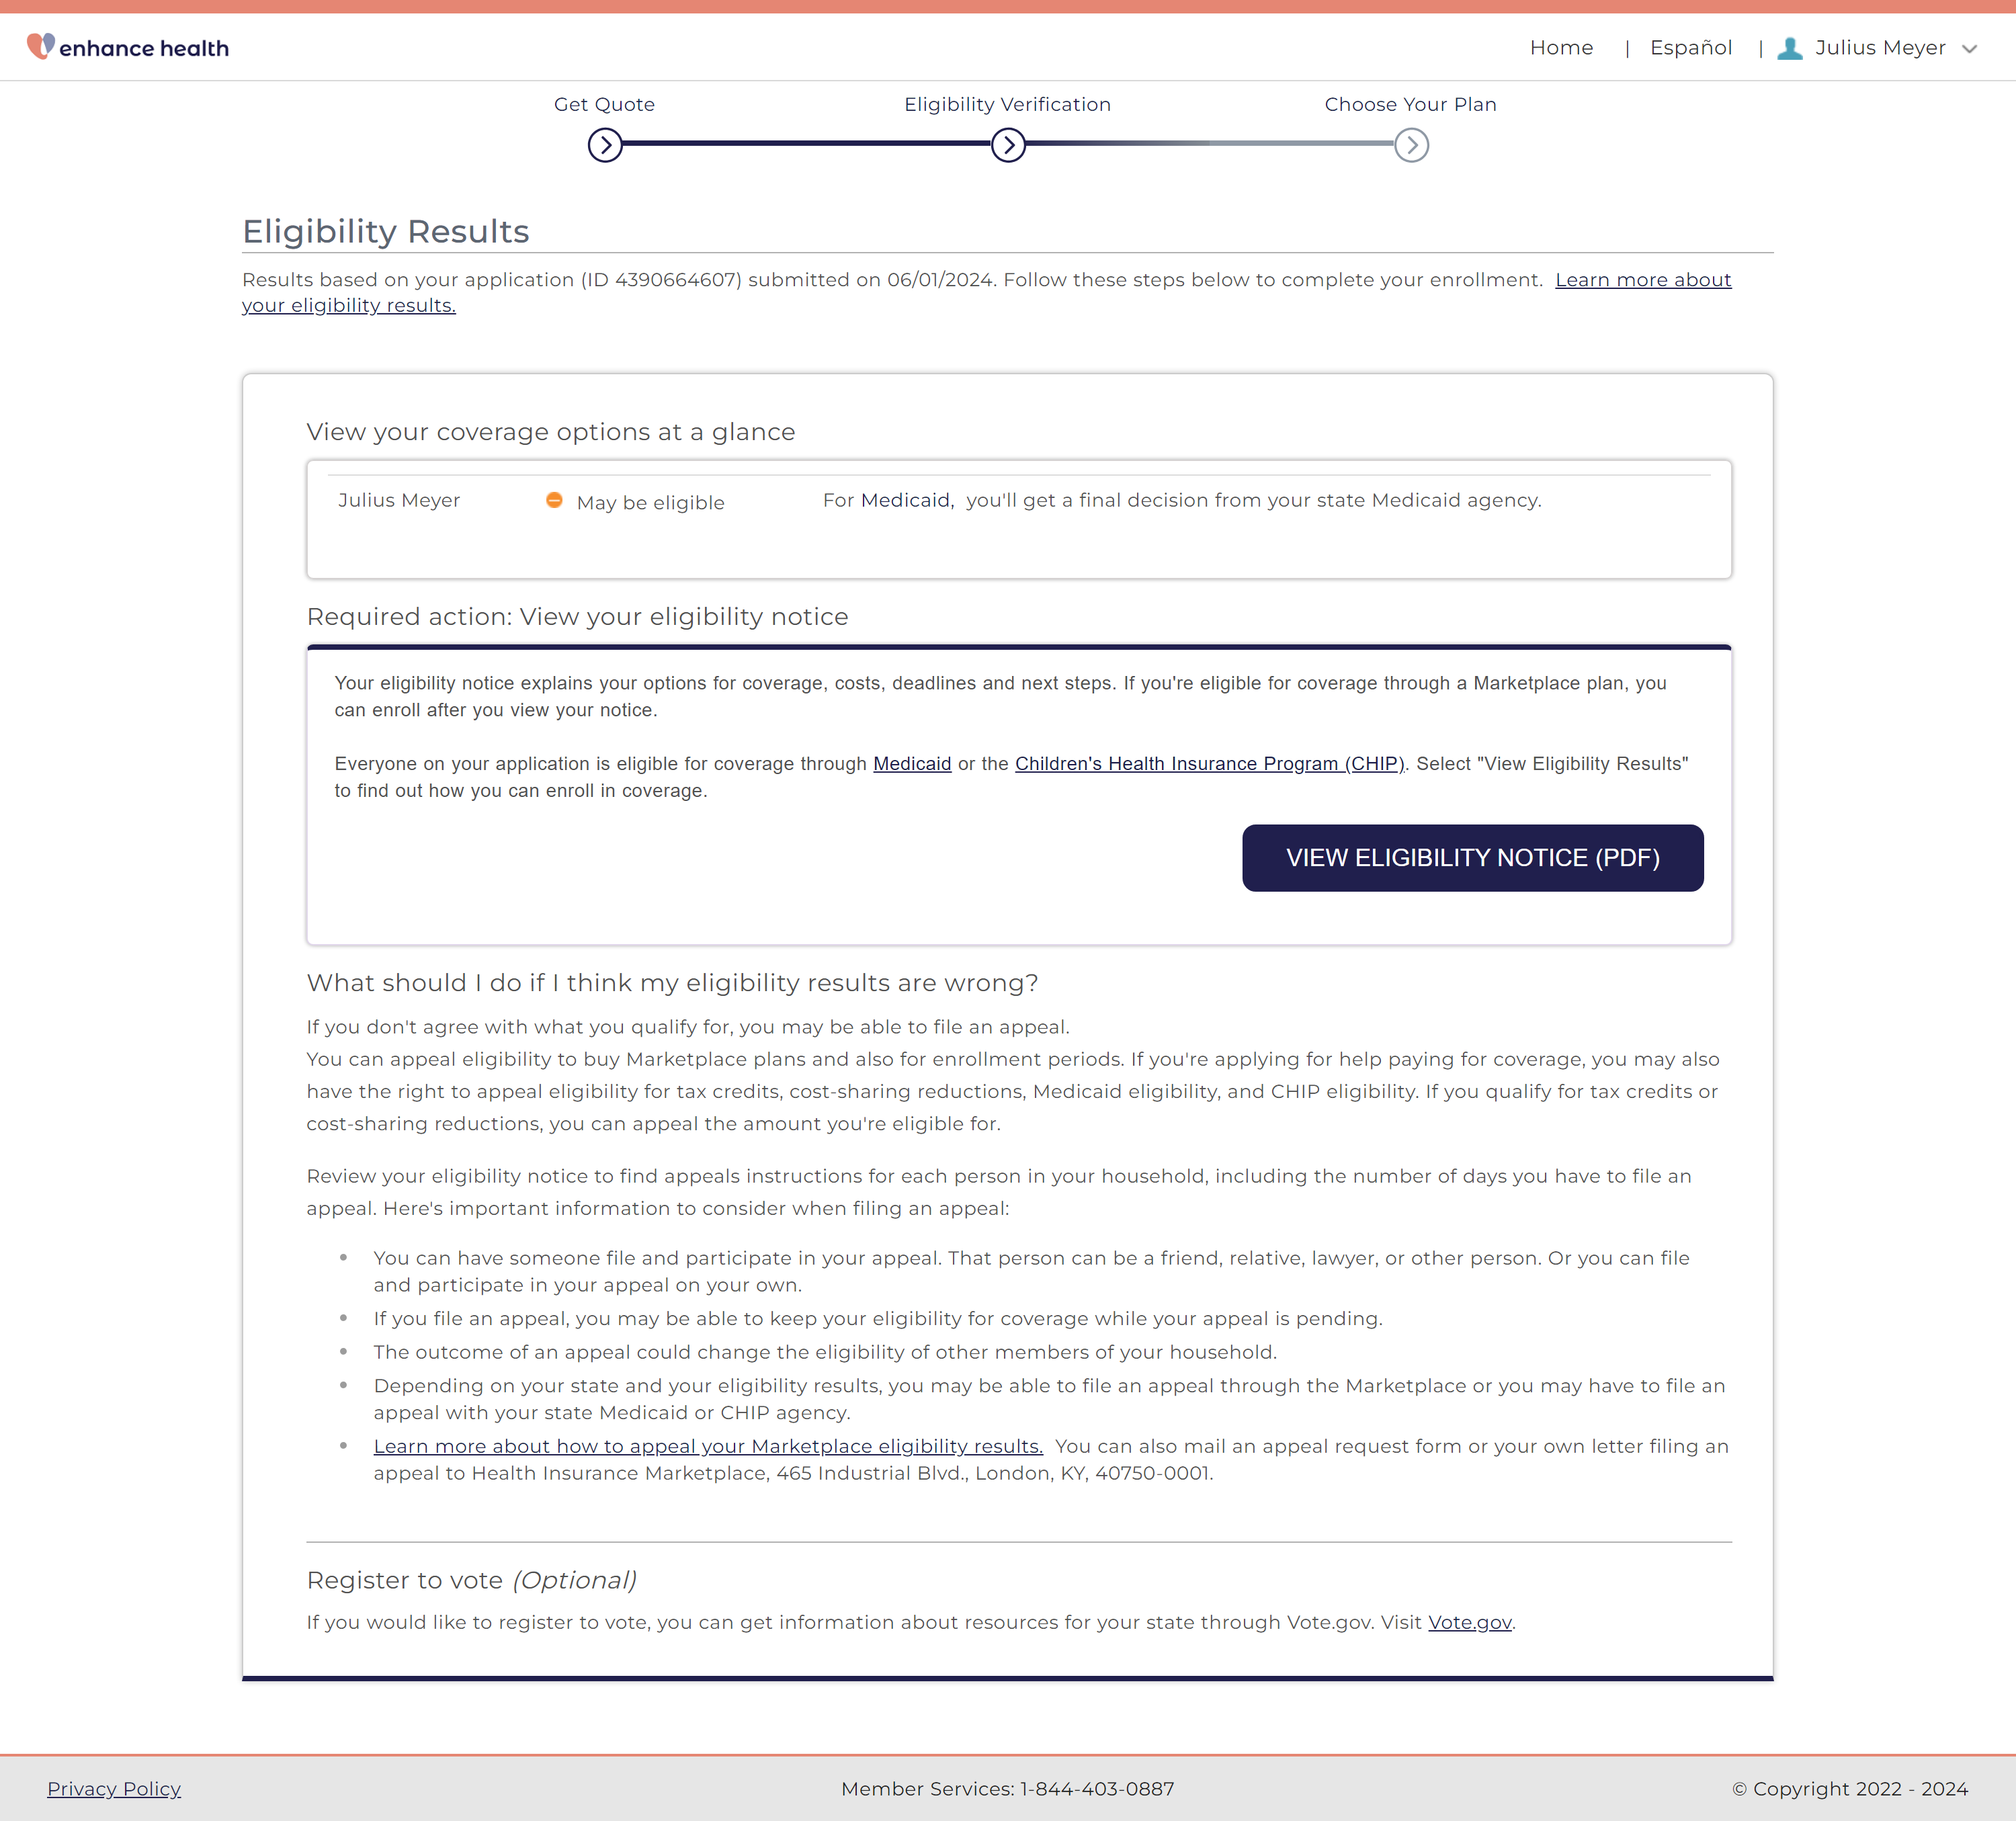 enhance health
Home | Español | Julius Meyer
Get Quote Eligibility Verification Choose Your Plan
Eligibility Results
Results based on your application (ID 4390664607) submitted on 06/01/2024. Follow these steps below to complete your enrollment. Learn more about
your eligibility results.
View your coverage options at a glance
Julius Meyer May be eligible For Medicaid, you'll get a final decision from your state Medicaid agency.
Required action: View your eligibility notice
Your eligibility notice explains your options for coverage, costs, deadlines and next steps. If you're eligible for coverage through a Marketplace plan, you
can enroll after you view your notice.
Everyone on your application is eligible for coverage through Medicaid or the Children's Health Insurance Program (CHIP). Select "View Eligibility Results"
to find out how you can enroll in coverage.
VIEW ELIGIBILITY NOTICE (PDF)
What should I do if I think my eligibility results are wrong?
If you don't agree with what you qualify for, you may be able to file an appeal.
You can appeal eligibility to buy Marketplace plans and also for enrollment periods. If you're applying for help paying for coverage, you may also
have the right to appeal eligibility for tax credits, cost-sharing reductions, Medicaid eligibility, and CHIP eligibility. If you qualify for tax credits or
cost-sharing reductions, you can appeal the amount you're eligible for.
Review your eligibility notice to find appeals instructions for each person in your household, including the number of days you have to file an
appeal. Here's important information to consider when filing an appeal:
• You can have someone file and participate in your appeal. That person can be a friend, relative, lawyer, or other person. Or you can file
and participate in your appeal on your own.
• If you file an appeal, you may be able to keep your eligibility for coverage while your appeal is pending.
• The outcome of an appeal could change the eligibility of other members of your household.
• Depending on your state and your eligibility results, you may be able to file an appeal through the Marketplace or you may have to file an
appeal with your state Medicaid or CHIP agency.
• Learn more about how to appeal your Marketplace eligibility results. You can also mail an appeal request form or your own letter filing an
appeal to Health Insurance Marketplace, 465 Industrial Blvd., London, KY, 40750-0001.
Register to vote (Optional)
If you would like to register to vote, you can get information about resources for your state through Vote.gov. Visit Vote.gov.
Privacy Policy Member Services: 1-844-403-0887 © Copyright 2022 - 2024